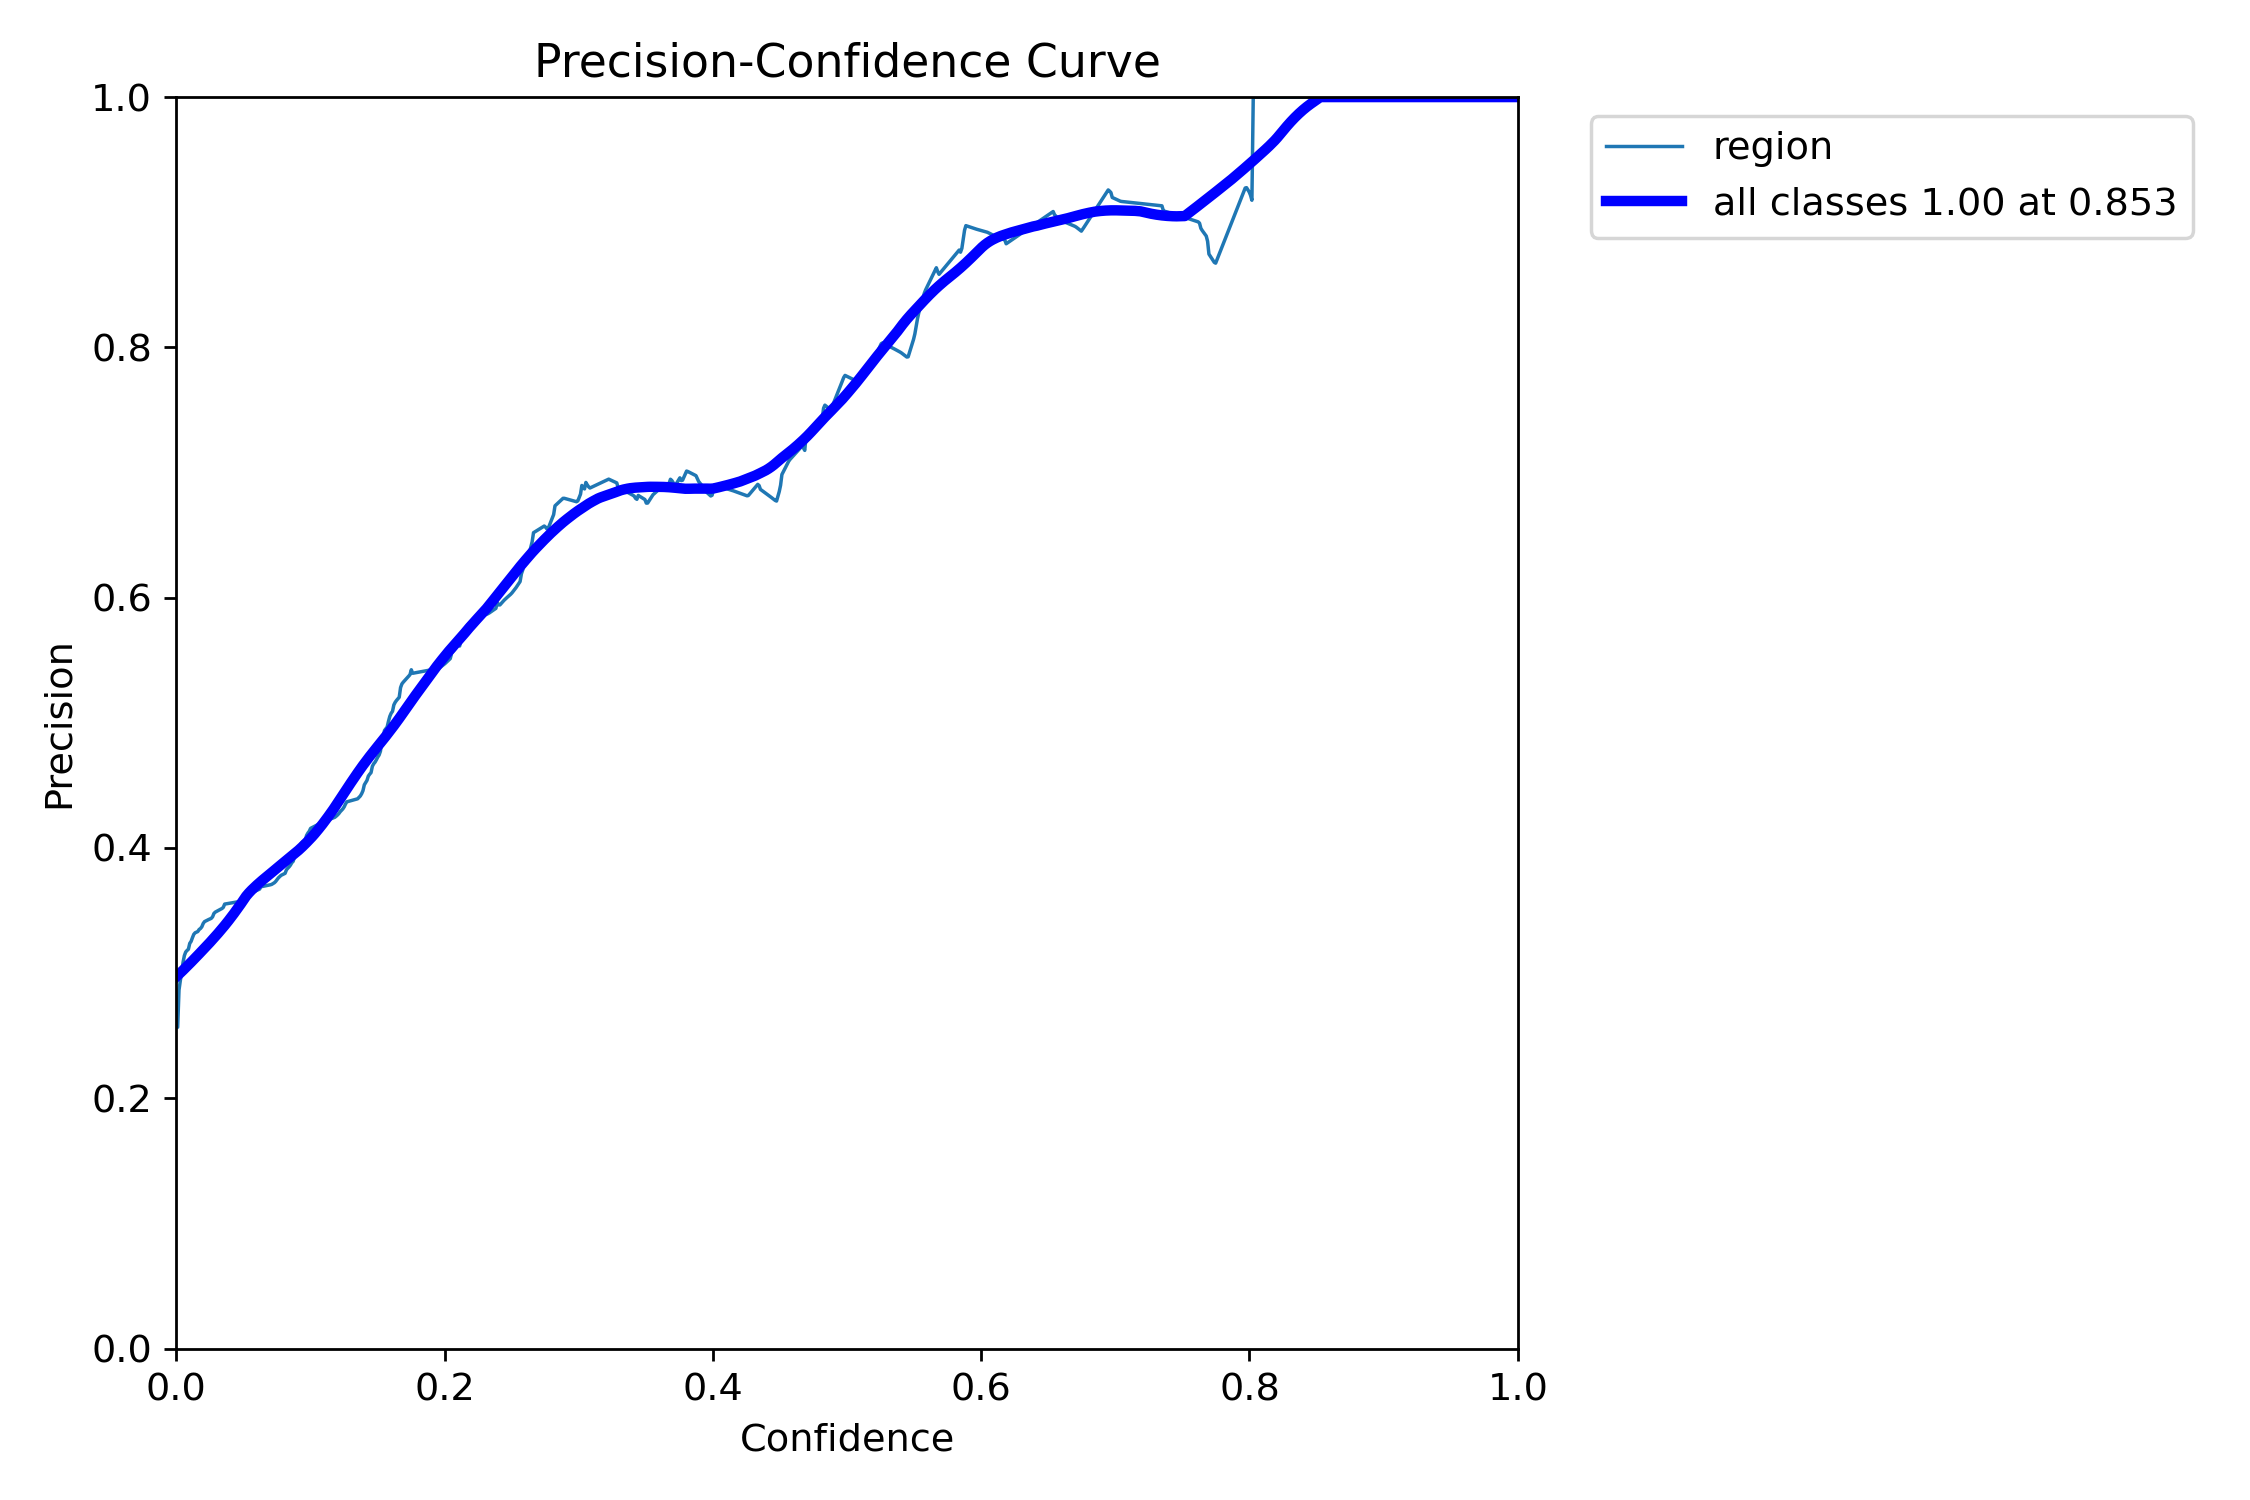 Precision-Confidence Curve
1.0
0.8
0.6
0.4
0.2
0.0
Precision
0.0 0.2 0.4 0.6 0.8 1.0
Confidence
region
all classes 1.00 at 0.853